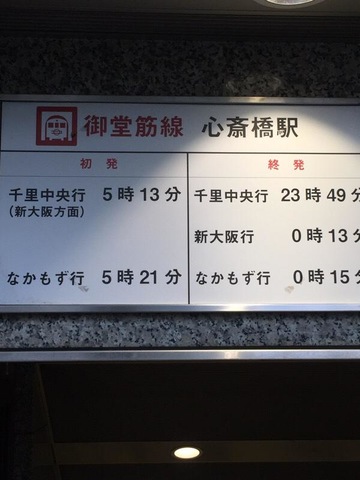 御堂筋線 心斎橋駅
初発
千里中央行 5時13分
(新大阪方面)
なかもず行 5時21分
終発
千里中央行 23時49分
新大阪行 0時13分
なかもず行 0時15分